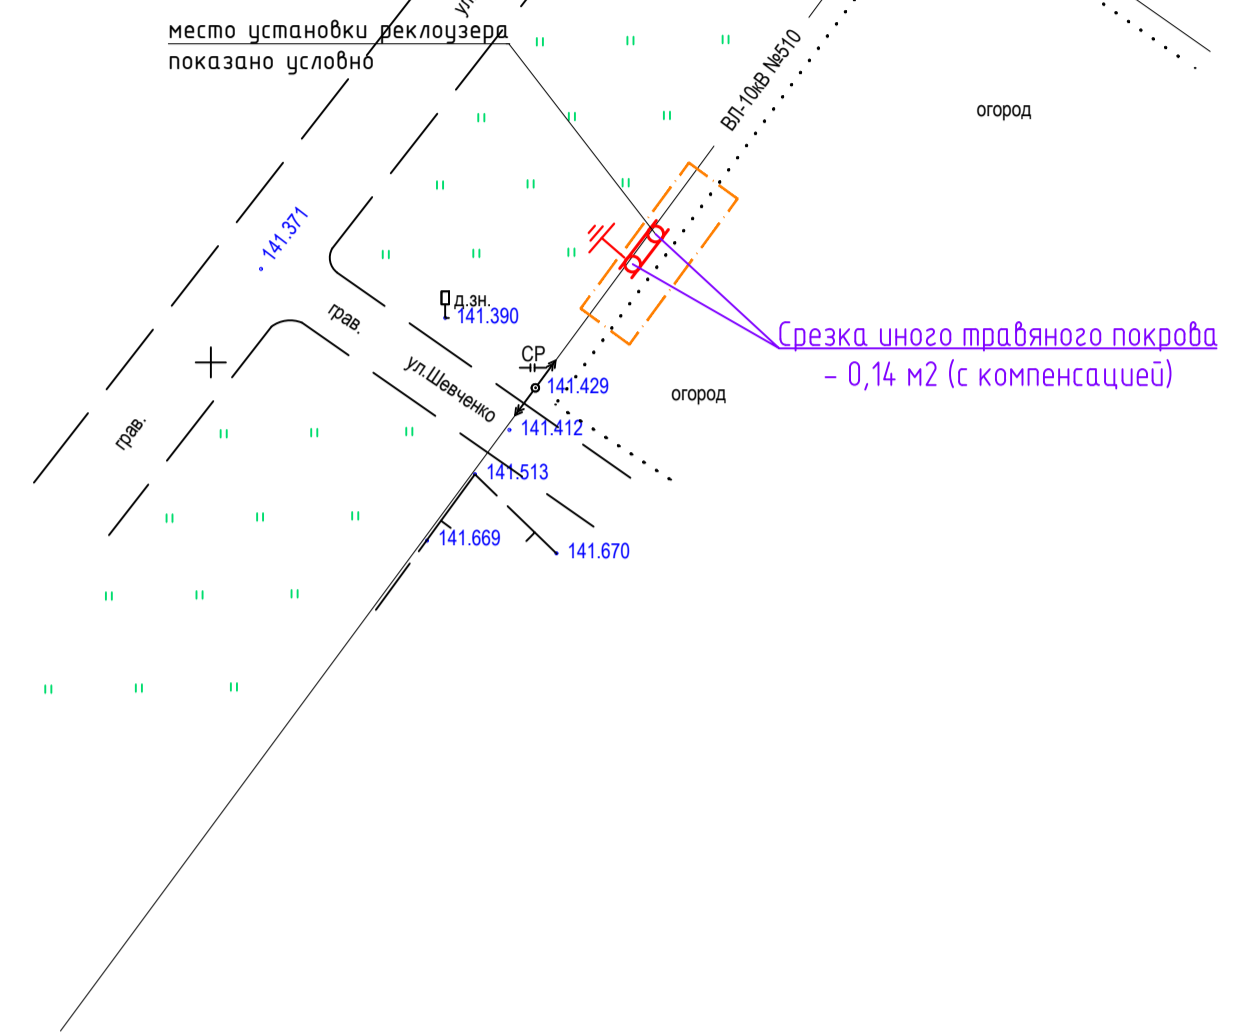 ул.
место установки реклоузера
показано условно
ВЛ-10кВ №510
огород
141.371
д.зн.
141.390
грав.
Срезка иного травяного покрова
- 0,14 м2 (с компенсацией)
СР
ул.Шевченко
141.429
огород
грав.
141.412
141.513
141.669
141.670